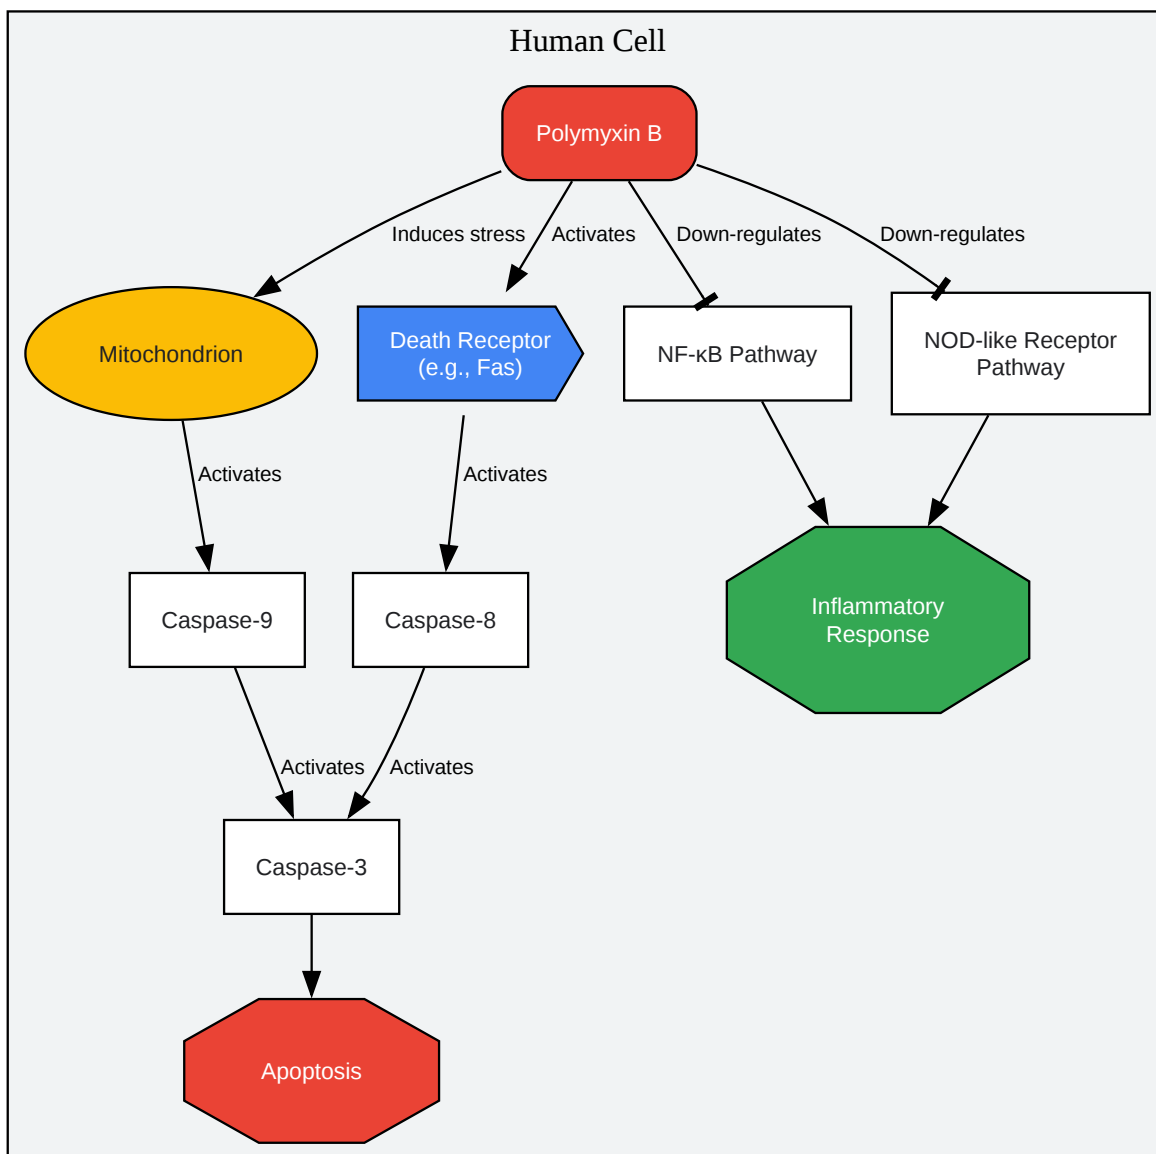 Human Cell
Polymyxin B
Induces stress
Activates
Down-regulates
Down-regulates
Mitochondrion
Death Receptor
(e.g., Fas)
NF-κB Pathway
NOD-like Receptor
Pathway
Activates
Activates
Caspase-9
Caspase-8
Inflammatory
Response
Activates
Activates
Caspase-3
Apoptosis